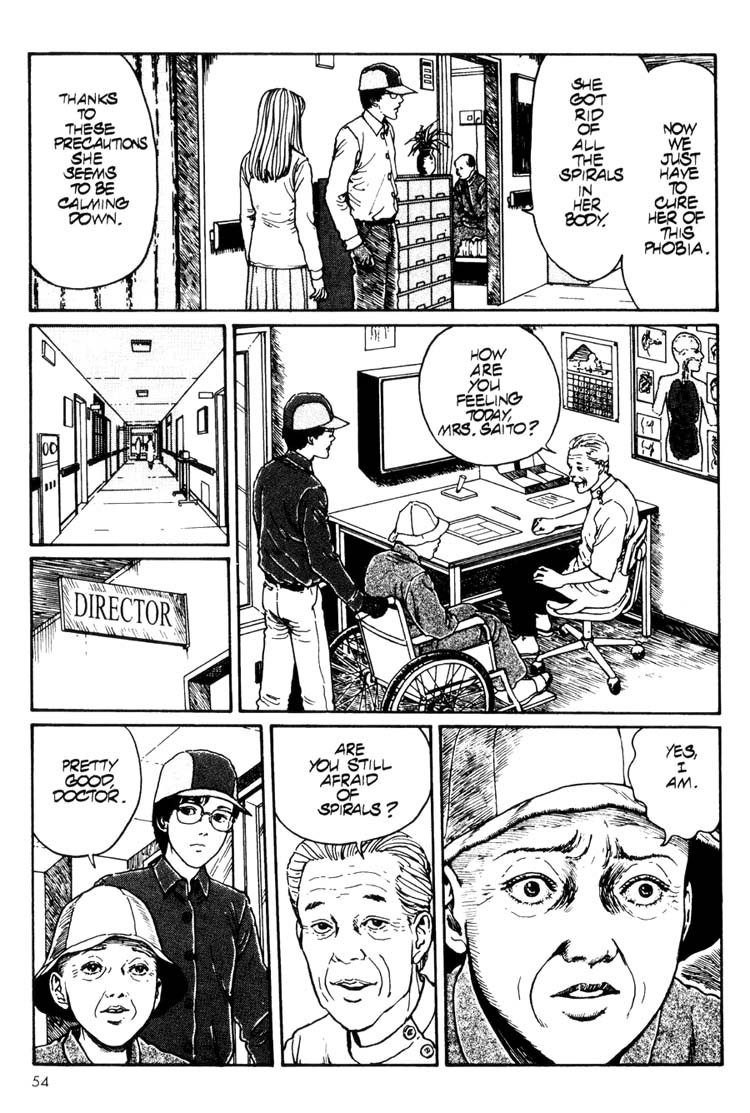 THANKS
TO
THESE
PRECAUTIONS
SHE
SEEMS
TO BE
CALMING
DOWN.
SHE
GOT
RID
OF
ALL
THE
SPIRALS
IN
HER
BODY.
NOW
WE
JUST
HAVE
TO
CURE
HER OF
THIS
PHOBIA.
DIRECTOR
HOW
ARE
YOU
FEELING
TODAY,
MRS. SAITO?
PRETTY
GOOD,
DOCTOR.
ARE
YOU STILL
AFRAID
OF
SPIRALS?
YES,
I
AM.
54